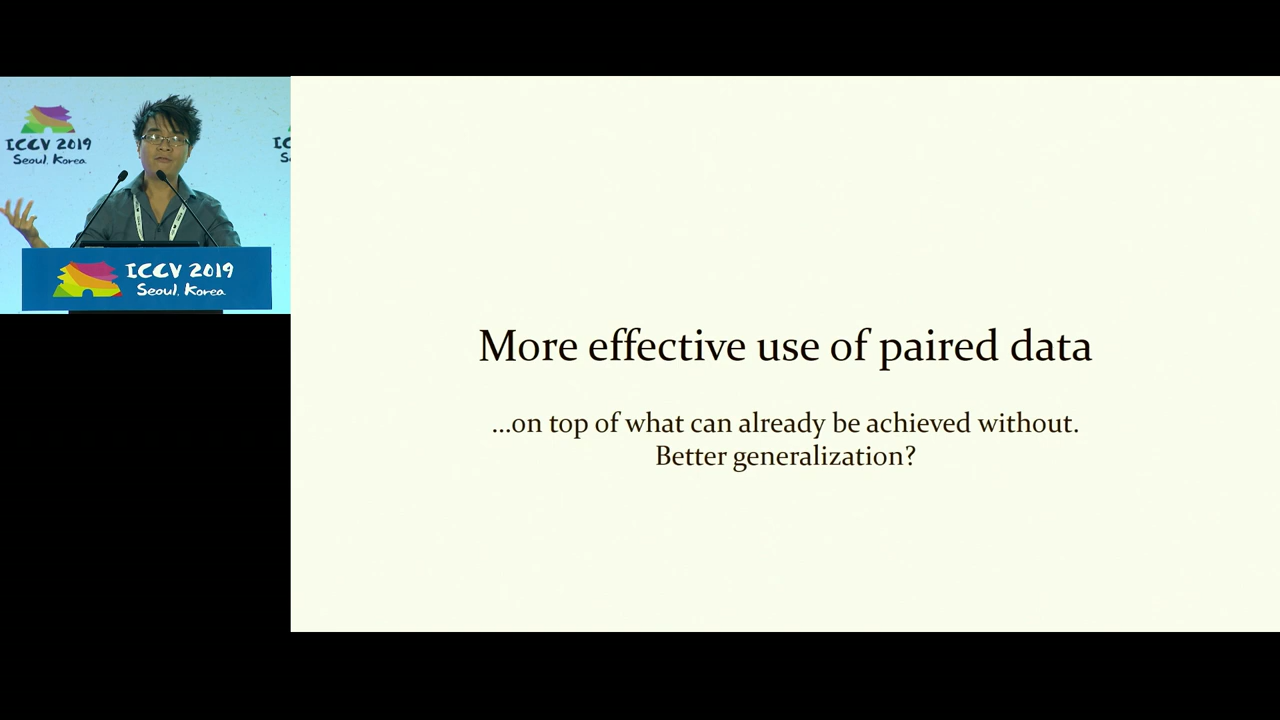 ICCV 2019
Seoul, Korea
IC
S
ICCV 2019
Seoul, Korea
More effective use of paired data
...on top of what can already be achieved without.
Better generalization?